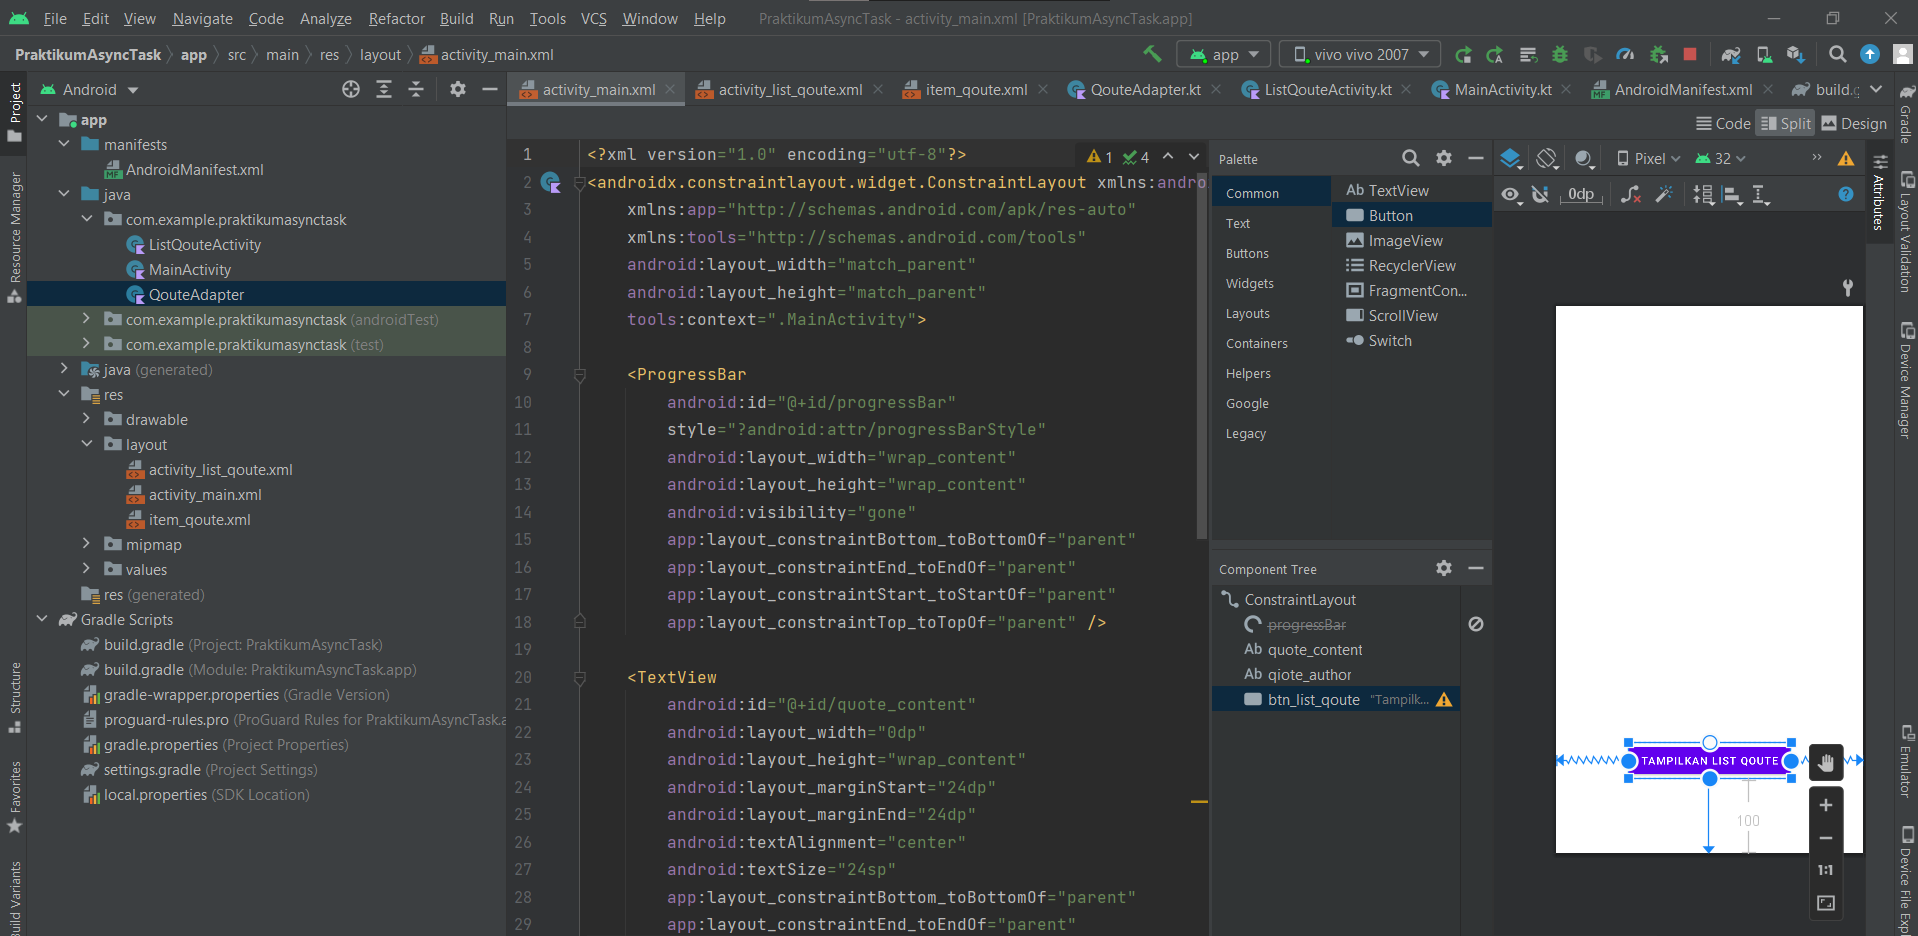 File Edit View Navigate Code Analyze Refactor Build Run Tools VCS Window Help PraktikumAsyncTask - activity_main.xml [PraktikumAsyncTask.app]
PraktikumAsyncTask app src main res layout activity_main.xml app vivo vivo 2007
Project
Resource Manager
Structure
Favorites
Build Variants
Android
app
manifests
AndroidManifest.xml
java
com.example.praktikumasynctask
ListQouteActivity
MainActivity
QouteAdapter
com.example.praktikumasynctask (androidTest)
com.example.praktikumasynctask (test)
java (generated)
res
drawable
layout
activity_list_qoute.xml
activity_main.xml
item_qoute.xml
mipmap
values
res (generated)
Gradle Scripts
build.gradle (Project: PraktikumAsyncTask)
build.gradle (Module: PraktikumAsyncTask.app)
gradle-wrapper.properties (Gradle Version)
proguard-rules.pro (ProGuard Rules for PraktikumAsyncTask.a
gradle.properties (Project Properties)
settings.gradle (Project Settings)
local.properties (SDK Location)
activity_main.xml activity_list_qoute.xml item_qoute.xml QouteAdapter.kt ListQouteActivity.kt MainActivity.kt AndroidManifest.xml build.g
Code Split Design
1 <?xml version="1.0" encoding="utf-8"?> 1 4
2 <androidx.constraintlayout.widget.ConstraintLayout xmlns:andro
3 xmlns:app="http://schemas.android.com/apk/res-auto"
4 xmlns:tools="http://schemas.android.com/tools"
5 android:layout_width="match_parent"
6 android:layout_height="match_parent"
7 tools:context=".MainActivity">
8
9 <ProgressBar
10 android:id="@+id/progressBar"
11 style="?android:attr/progressBarStyle"
12 android:layout_width="wrap_content"
13 android:layout_height="wrap_content"
14 android:visibility="gone"
15 app:layout_constraintBottom_toBottomOf="parent"
16 app:layout_constraintEnd_toEndOf="parent"
17 app:layout_constraintStart_toStartOf="parent"
18 app:layout_constraintTop_toTopOf="parent" />
19
20 <TextView
21 android:id="@+id/quote_content"
22 android:layout_width="0dp"
23 android:layout_height="wrap_content"
24 android:layout_marginStart="24dp"
25 android:layout_marginEnd="24dp"
26 android:textAlignment="center"
27 android:textSize="24sp"
28 app:layout_constraintBottom_toBottomOf="parent"
29 app:layout_constraintEnd_toEndOf="parent"
Palette
Common
Text
Buttons
Widgets
Layouts
Containers
Helpers
Google
Legacy
Ab TextView
Button
ImageView
RecyclerView
FragmentCon...
ScrollView
Switch
Component Tree
ConstraintLayout
progressBar
Ab quote_content
Ab qiote_author
btn_list_qoute "Tampilk...
Pixel 32
0dp
TAMPILKAN LIST QOUTE
100
1:1
Attributes
Gradle
Layout Validation
Device Manager
Emulator
Device File Expl